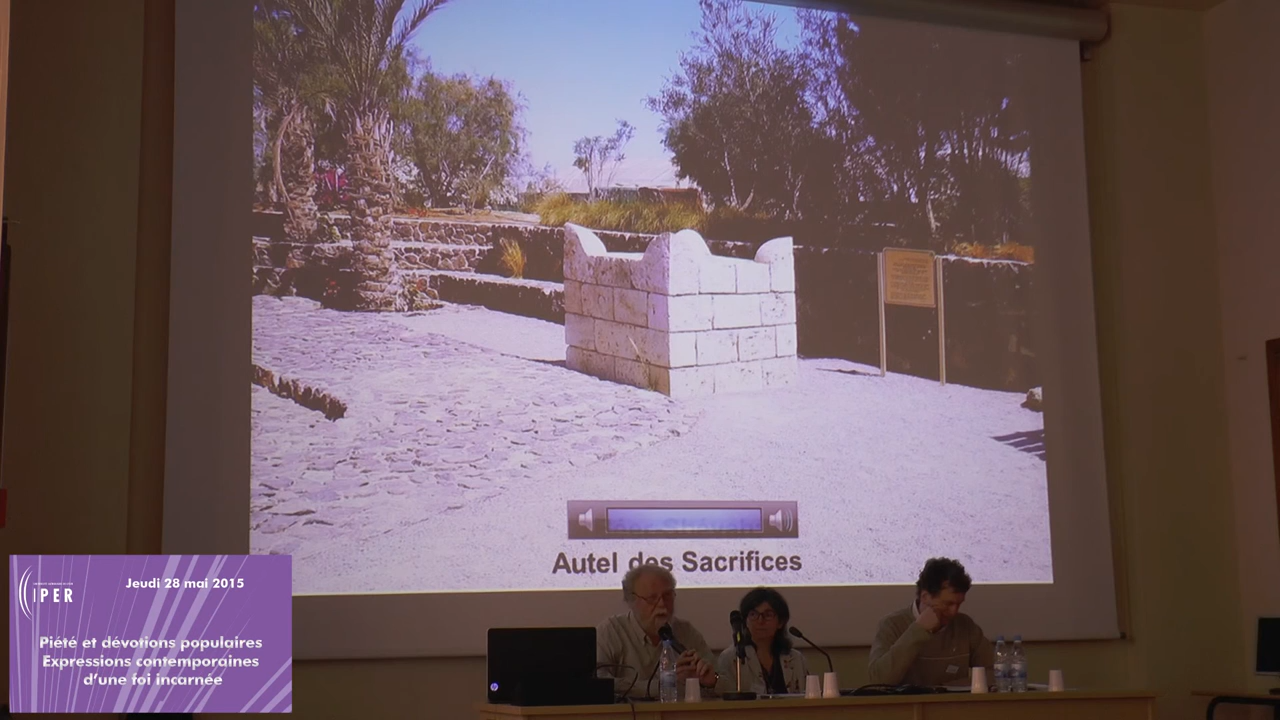 Autel des Sacrifices
Jeudi 28 mai 2015
IPER
Piété et dévotions populaires
Expressions contemporaines
d'une foi incarnée